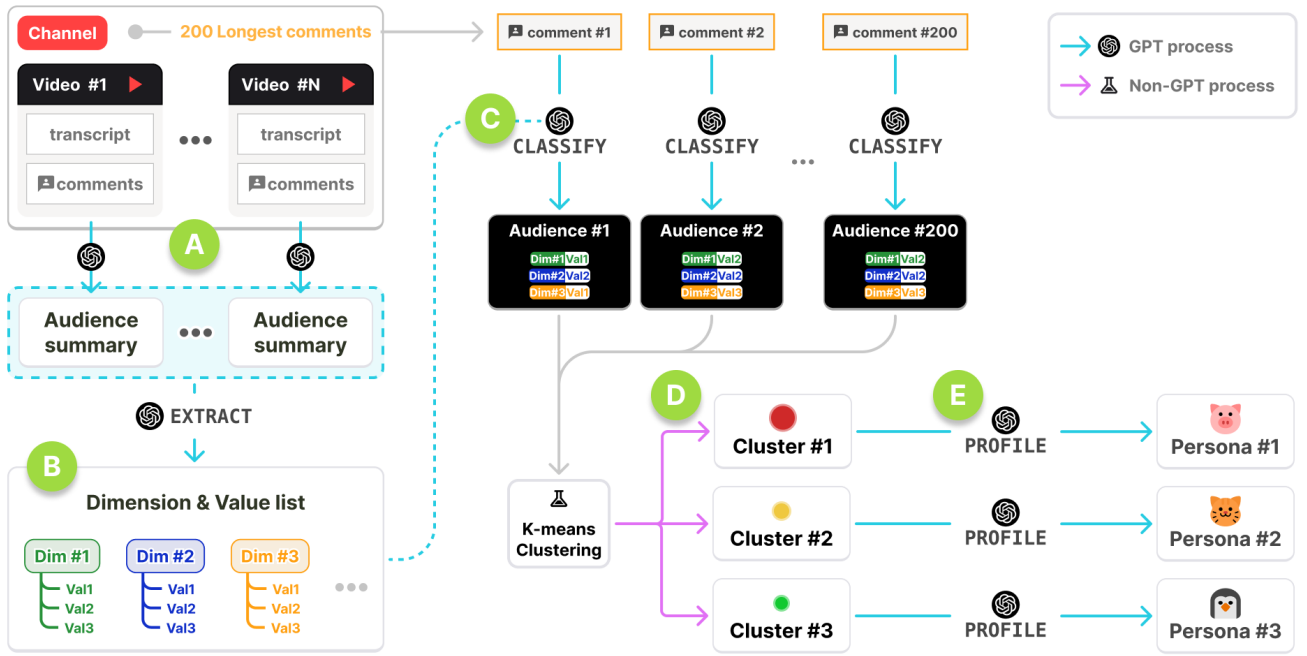 Channel
200 Longest comments
Video #1
transcript
comments
Video #N
transcript
comments
A
Audience
summary
Audience
summary
EXTRACT
B
Dimension & Value list
Dim #1
Val1
Val2
Val3
Dim #2
Val1
Val2
Val3
Dim #3
Val1
Val2
Val3
comment #1
comment #2
comment #200
C
CLASSIFY
CLASSIFY
CLASSIFY
Audience #1
Dim#1 Val1
Dim#2 Val2
Dim#3 Val1
Audience #2
Dim#1 Val2
Dim#2 Val2
Dim#3 Val3
Audience #200
Dim#1 Val2
Dim#2 Val2
Dim#3 Val3
GPT process
Non-GPT process
K-means
Clustering
D
Cluster #1
Cluster #2
Cluster #3
E
PROFILE
PROFILE
PROFILE
Persona #1
Persona #2
Persona #3